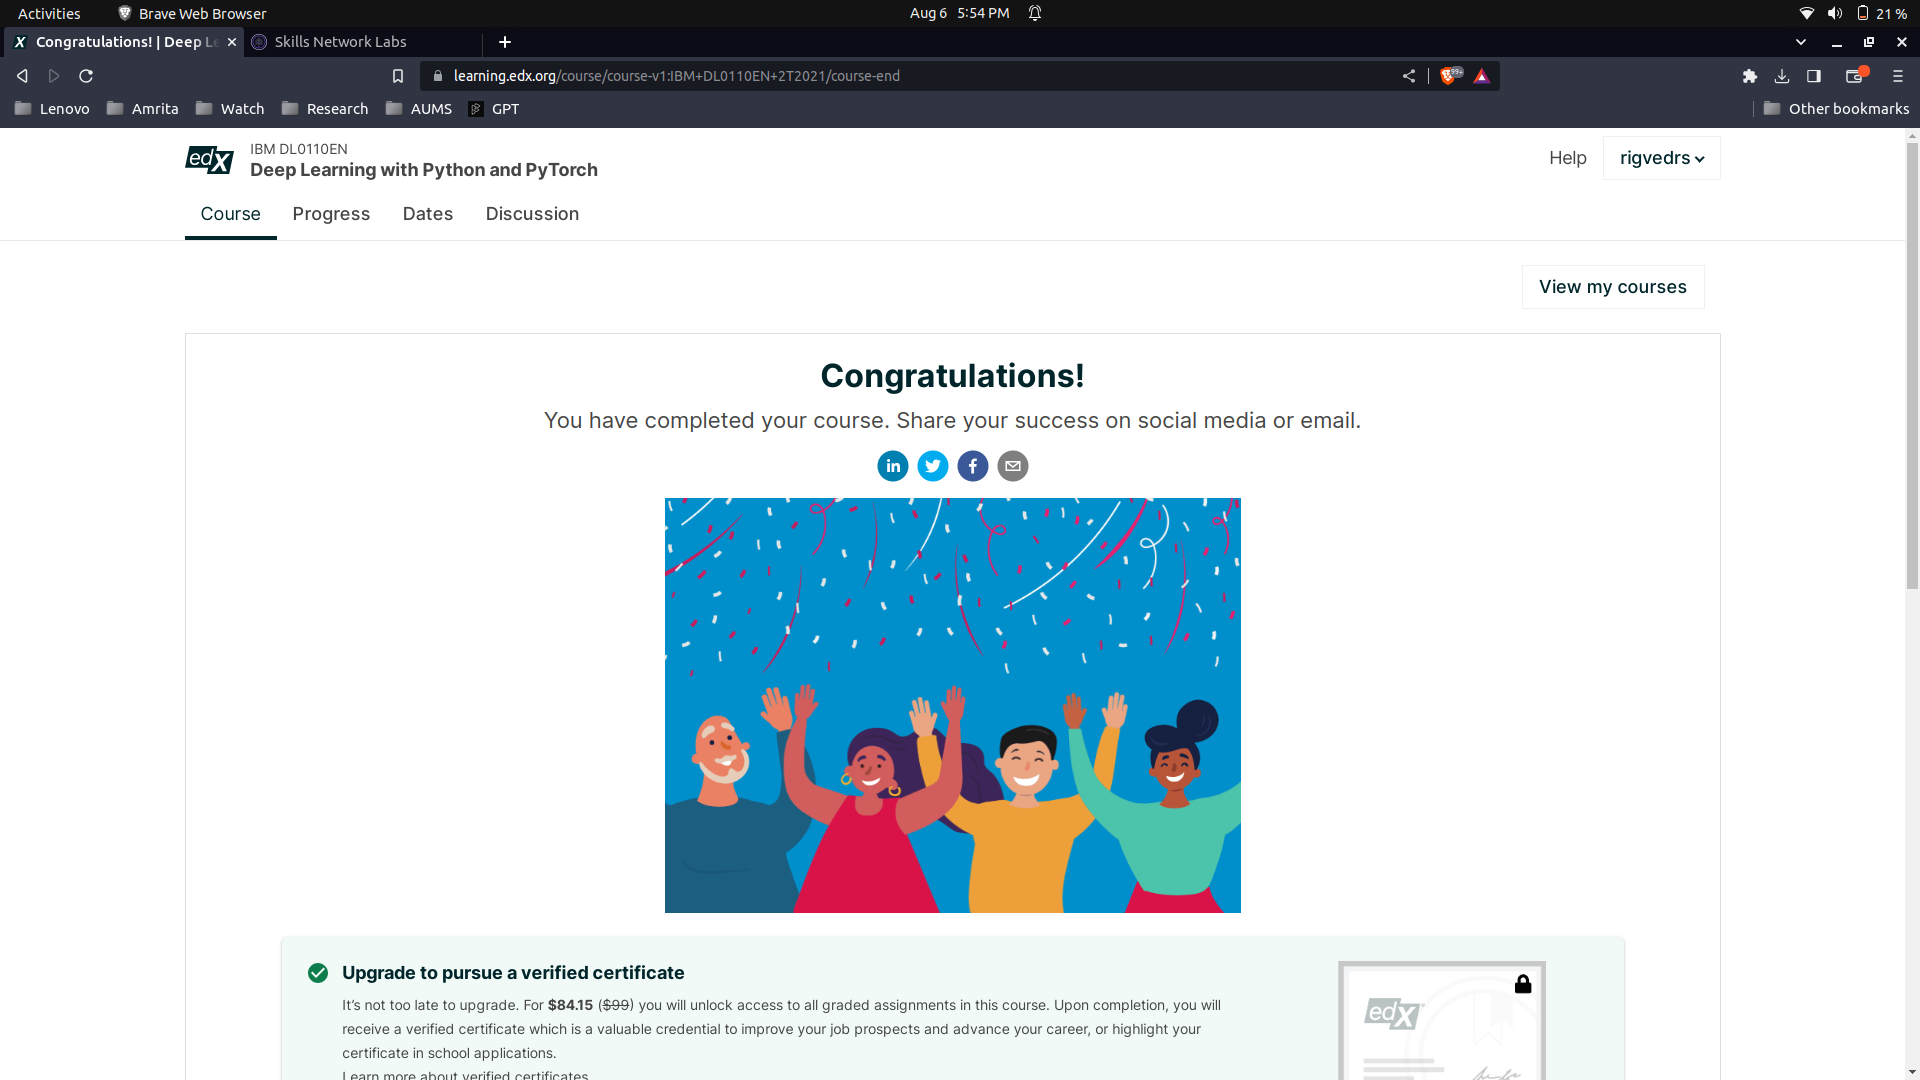 Activities Brave Web Browser Aug 6 5:54 PM 21 %
Congratulations! | Deep Le Skills Network Labs
learning.edx.org/course/course-v1:IBM+DL0110EN+2T2021/course-end 99+
Lenovo Amrita Watch Research AUMS GPT Other bookmarks
edX
IBM DL0110EN
Deep Learning with Python and PyTorch
Help rigvedrs
Course Progress Dates Discussion
View my courses
Congratulations!
You have completed your course. Share your success on social media or email.
Upgrade to pursue a verified certificate
It’s not too late to upgrade. For $84.15 ($99) you will unlock access to all graded assignments in this course. Upon completion, you will
receive a verified certificate which is a valuable credential to improve your job prospects and advance your career, or highlight your
certificate in school applications.
Learn more about verified certificates
edX